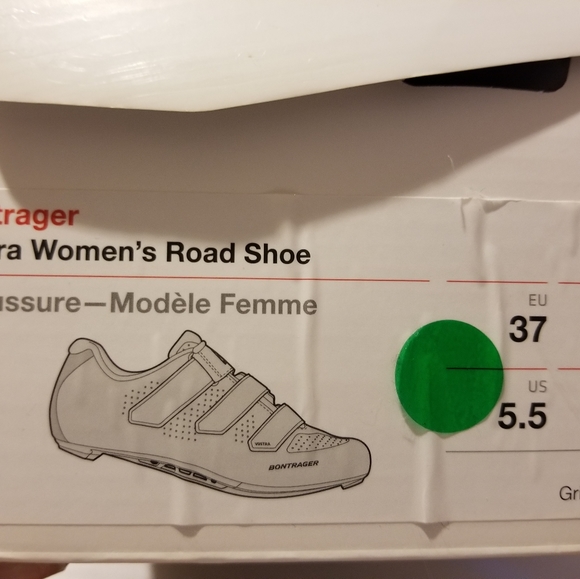 trager
ra Women's Road Shoe
ussure—Modèle Femme
EU
37
US
5.5
BONTRAGER
Gr